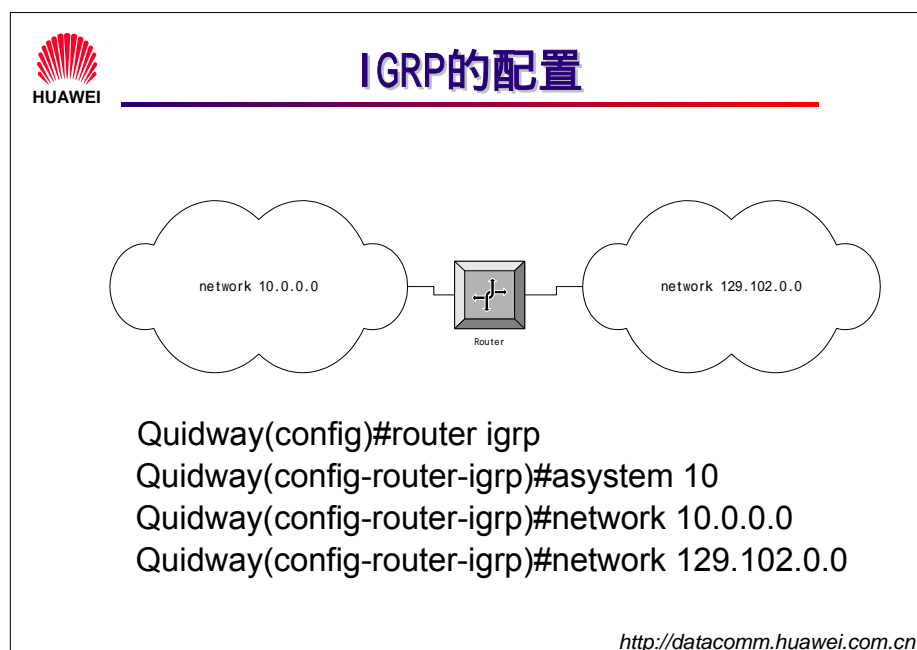 HUAWEI
IGRP的配置
network 10.0.0.0
network 129.102.0.0
Router
Quidway(config)#router igrp
Quidway(config-router-igrp)#asystem 10
Quidway(config-router-igrp)#network 10.0.0.0
Quidway(config-router-igrp)#network 129.102.0.0
http://datacomm.huawei.com.cn